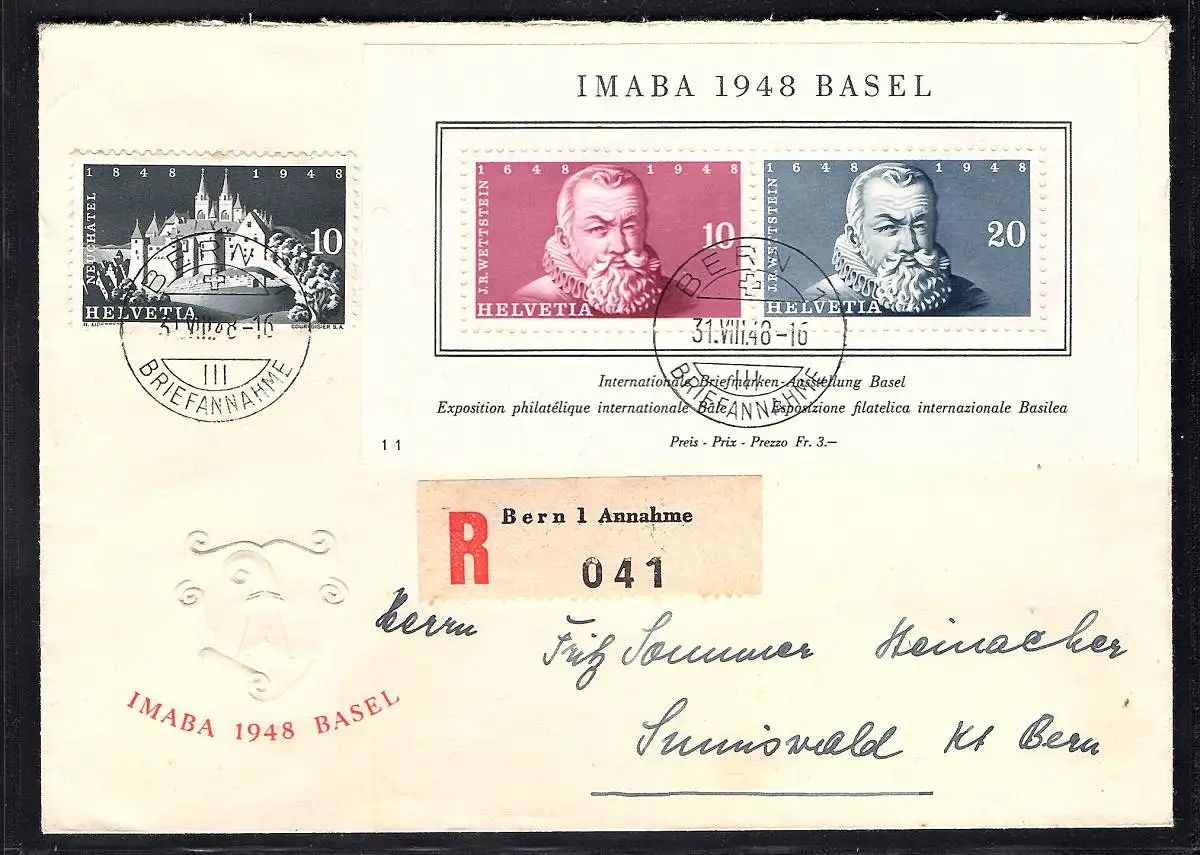 IMABA 1948 BASEL
1848 1948
NEUCHÂTEL
10
COURVOISIER S.A.
1648 1948
J.R. WETTSTEIN
10
HELVETIA
1648 1948
J.R. WETTSTEIN
20
HELVETIA
BERN
31.VIII.48-16
III
BRIEFANNAHME
BERN
31.VIII.48-16
III
BRIEFANNAHME
Internationale Briefmarken-Ausstellung Basel
Exposition philatélique internationale Bâle Esposizione filatelica internazionale Basilea
Preis - Prix - Prezzo Fr. 3.–
11
R Bern 1 Annahme
041
Herrn
Fritz Sommer Heinacher
Sumiswald Kt Bern
IMABA 1948 BASEL